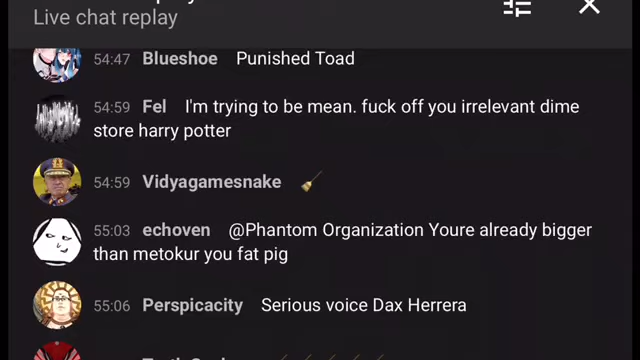 Live chat replay
54:47 Blueshoe Punished Toad
54:59 Fel I'm trying to be mean. fuck off you irrelevant dime
store harry potter
54:59 Vidyagamesnake 🧹
55:03 echoven @Phantom Organization Youre already bigger
than metokur you fat pig
55:06 Perspicacity Serious voice Dax Herrera